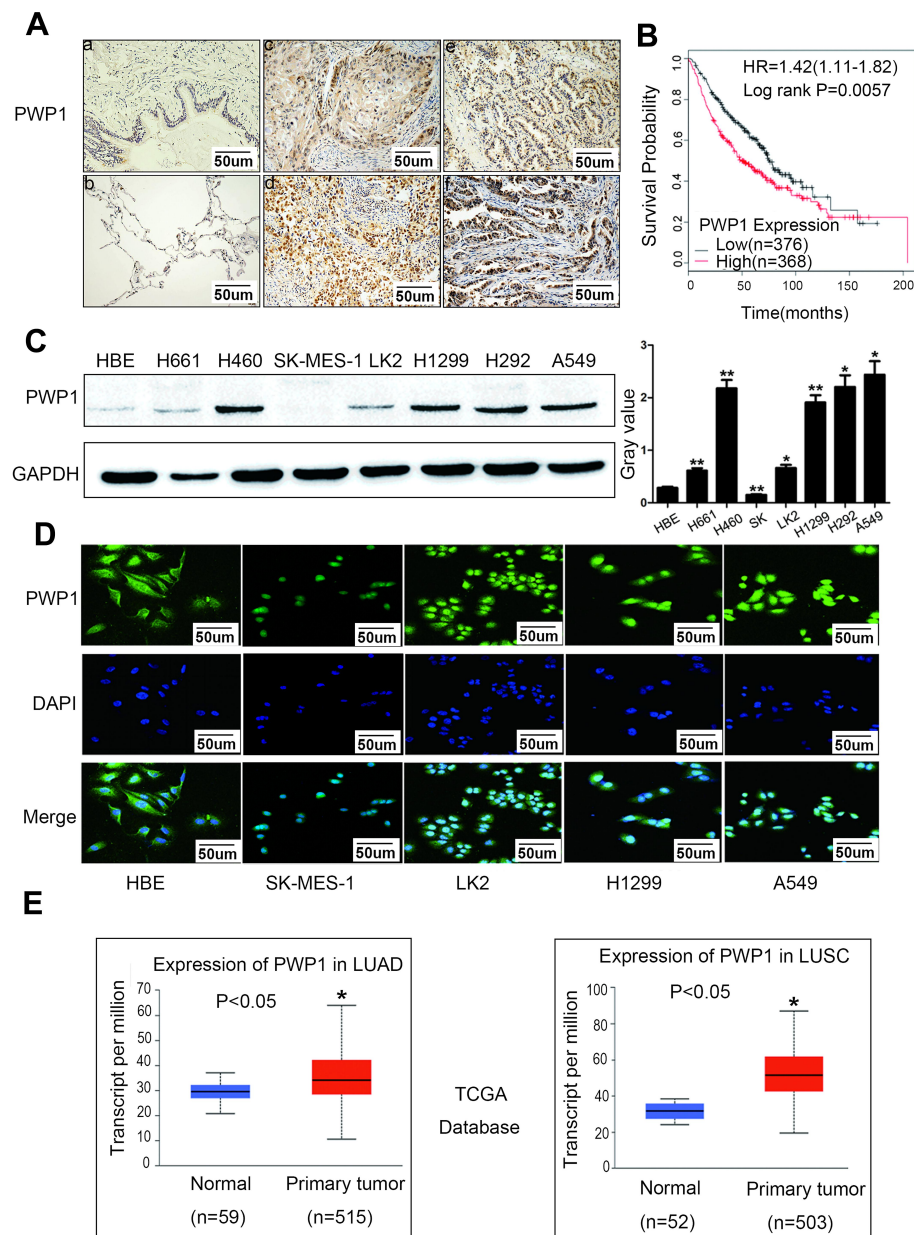 A
a
c
e
PWP1
50um
50um
50um
b
d
f
50um
50um
50um
B
HR=1.42(1.11-1.82)
Log rank P=0.0057
Survival Probability
1.0
0.8
0.6
0.4
0.2
0.0
PWP1 Expression
Low(n=376)
High(n=368)
0 50 100 150 200
Time(months)
C
HBE H661 H460 SK-MES-1 LK2 H1299 H292 A549
PWP1
GAPDH
Gray value
3
2
1
0
** ** ** * ** * *
HBE H661 H460 SK LK2 H1299 H292 A549
D
PWP1
50um 50um 50um 50um 50um
DAPI
50um 50um 50um 50um 50um
Merge
50um 50um 50um 50um 50um
HBE SK-MES-1 LK2 H1299 A549
E
Expression of PWP1 in LUAD
P<0.05
*
Transcript per million
70
60
50
40
30
20
10
0
Normal Primary tumor
(n=59) (n=515)
TCGA
Database
Expression of PWP1 in LUSC
P<0.05
*
Transcript per million
100
80
60
40
20
0
Normal Primary tumor
(n=52) (n=503)